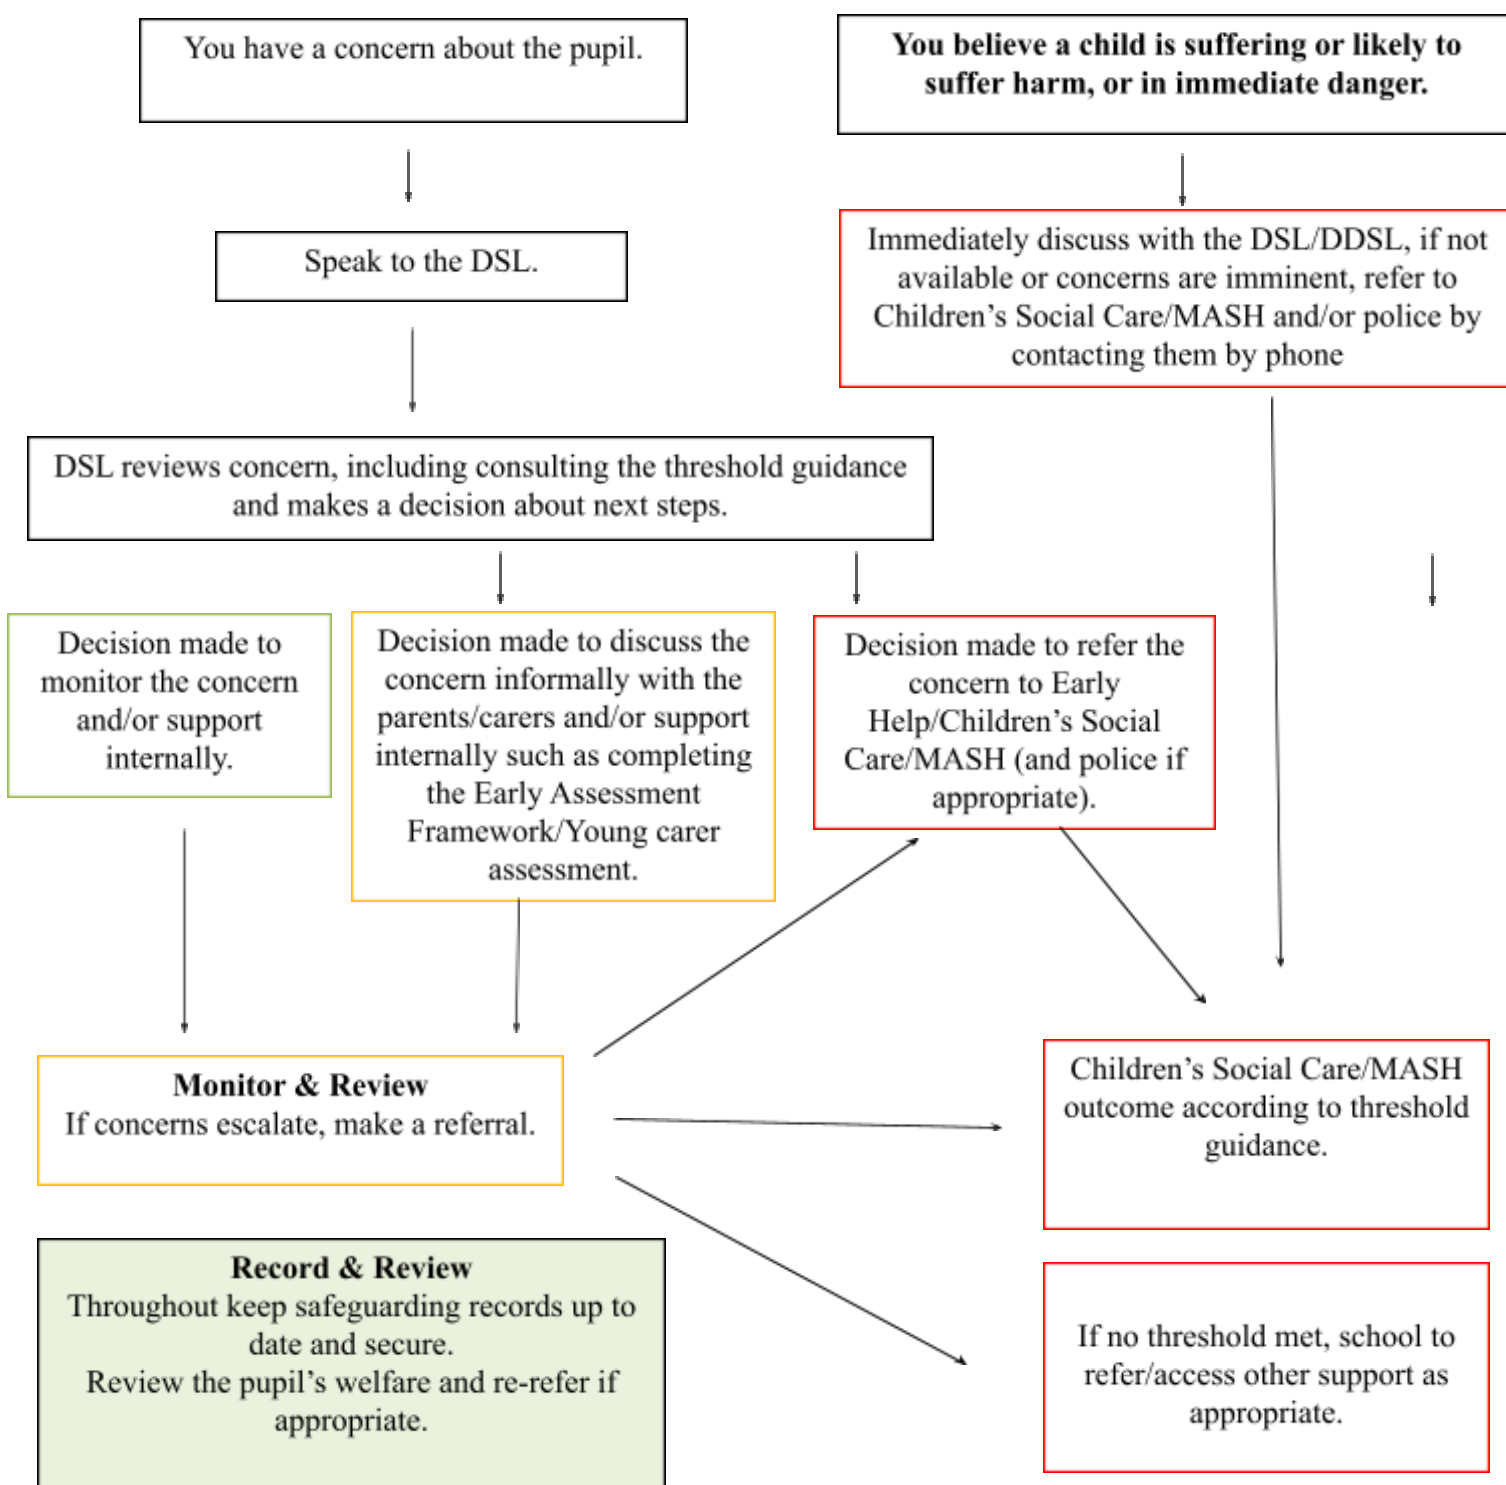 You have a concern about the pupil.
You believe a child is suffering or likely to
suffer harm, or in immediate danger.
Speak to the DSL.
Immediately discuss with the DSL/DDSL, if not
available or concerns are imminent, refer to
Children’s Social Care/MASH and/or police by
contacting them by phone
DSL reviews concern, including consulting the threshold guidance
and makes a decision about next steps.
Decision made to
monitor the concern
and/or support
internally.
Decision made to discuss the
concern informally with the
parents/carers and/or support
internally such as completing
the Early Assessment
Framework/Young carer
assessment.
Decision made to refer the
concern to Early
Help/Children’s Social
Care/MASH (and police if
appropriate).
Monitor & Review
If concerns escalate, make a referral.
Children’s Social Care/MASH
outcome according to threshold
guidance.
Record & Review
Throughout keep safeguarding records up to
date and secure.
Review the pupil’s welfare and re-refer if
appropriate.
If no threshold met, school to
refer/access other support as
appropriate.